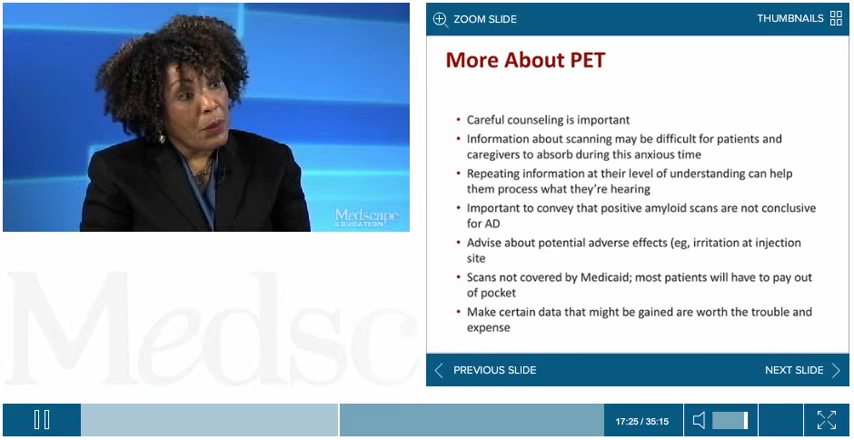 Medscape
EDUCATION
ZOOM SLIDE
THUMBNAILS
More About PET
• Careful counseling is important
• Information about scanning may be difficult for patients and
caregivers to absorb during this anxious time
• Repeating information at their level of understanding can help
them process what they're hearing
• Important to convey that positive amyloid scans are not conclusive
for AD
• Advise about potential adverse effects (eg, irritation at injection
site
• Scans not covered by Medicaid; most patients will have to pay out
of pocket
• Make certain data that might be gained are worth the trouble and
expense
Medsc
PREVIOUS SLIDE
NEXT SLIDE
17:25 / 35:15